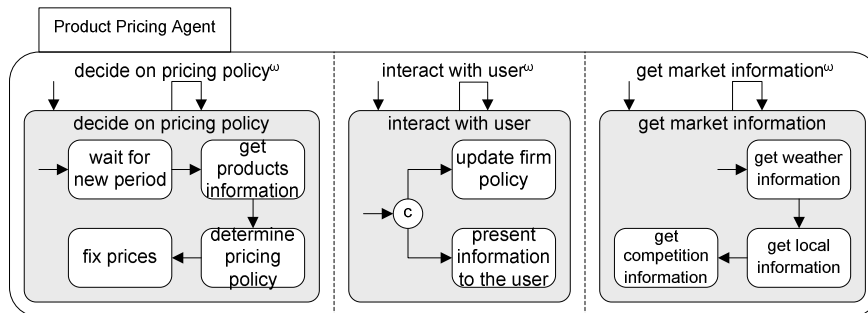 Product Pricing Agent
decide on pricing policyω
decide on pricing policy
wait for
new period
get
products
information
fix prices
determine
pricing
policy
interact with userω
interact with user
update firm
policy
c
present
information
to the user
get market informationω
get market information
get weather
information
get
competition
information
get local
information